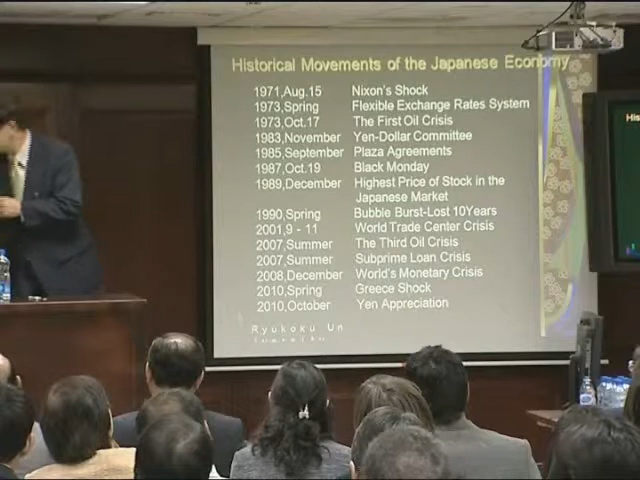 Historical Movements of the Japanese Economy
1971,Aug.15 Nixon's Shock
1973,Spring Flexible Exchange Rates System
1973,Oct.17 The First Oil Crisis
1983,November Yen-Dollar Committee
1985,September Plaza Agreements
1987,Oct.19 Black Monday
1989,December Highest Price of Stock in the
Japanese Market
1990,Spring Bubble Burst-Lost 10Years
2001,9 - 11 World Trade Center Crisis
2007,Summer The Third Oil Crisis
2007,Summer Subprime Loan Crisis
2008,December World's Monetary Crisis
2010,Spring Greece Shock
2010,October Yen Appreciation
Ryukoku Un
His